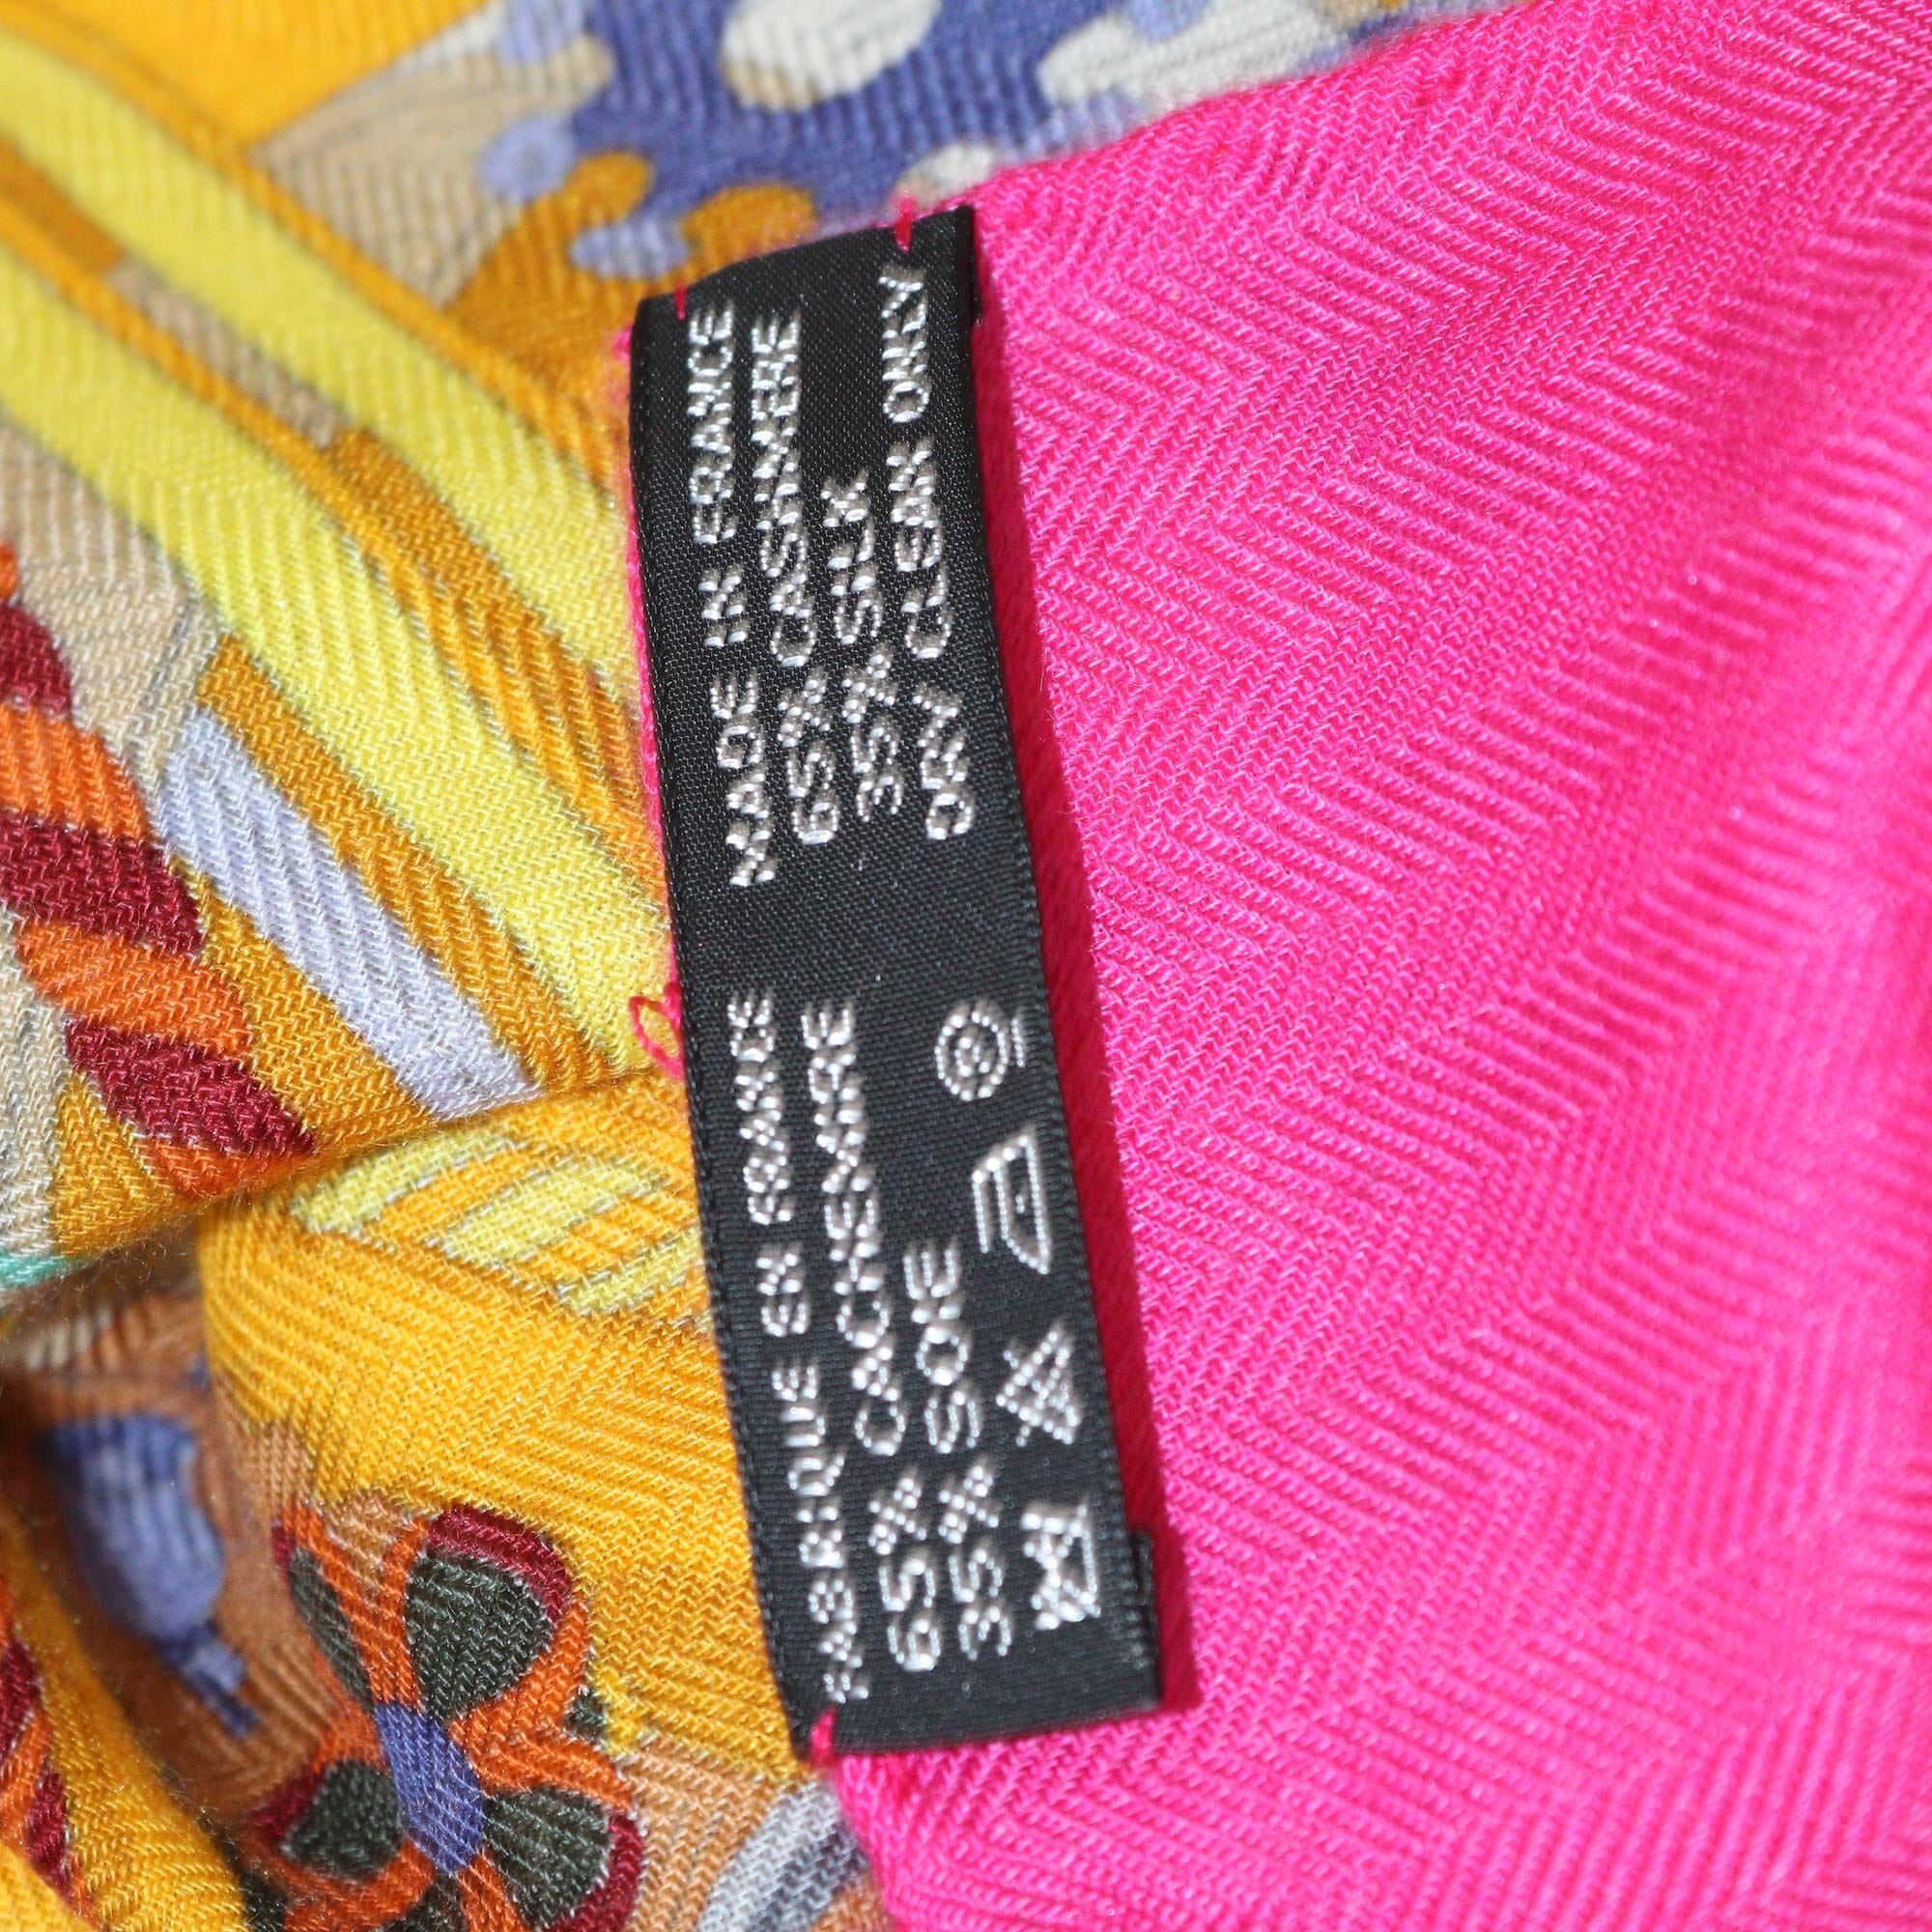 FABRIQUE EN FRANCE
65% CACHEMIRE
35% SOIE
MADE IN FRANCE
65% CASHMERE
35% SILK
DRY CLEAN ONLY